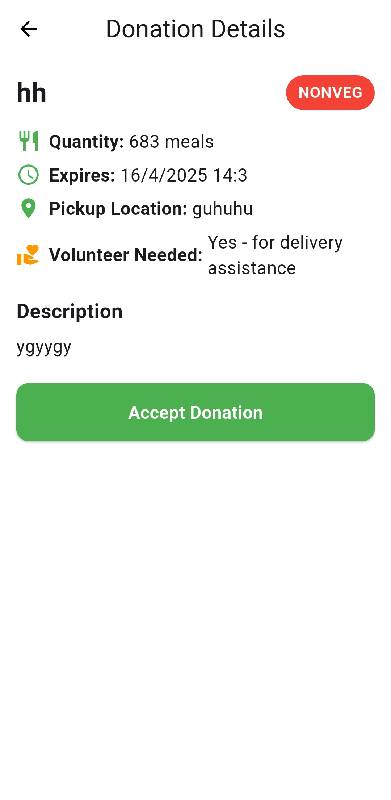 Donation Details
hh
NONVEG
Quantity: 683 meals
Expires: 16/4/2025 14:3
Pickup Location: guhuhu
Volunteer Needed: Yes - for delivery
assistance
Description
ygyygy
Accept Donation